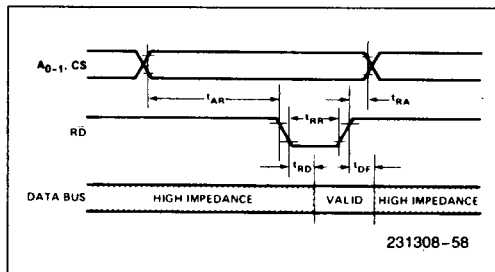 A0-1, CS
tAR
tRA
tRR
RD
tRD
tDF
DATA BUS
HIGH IMPEDANCE
VALID
HIGH IMPEDANCE
231308-58